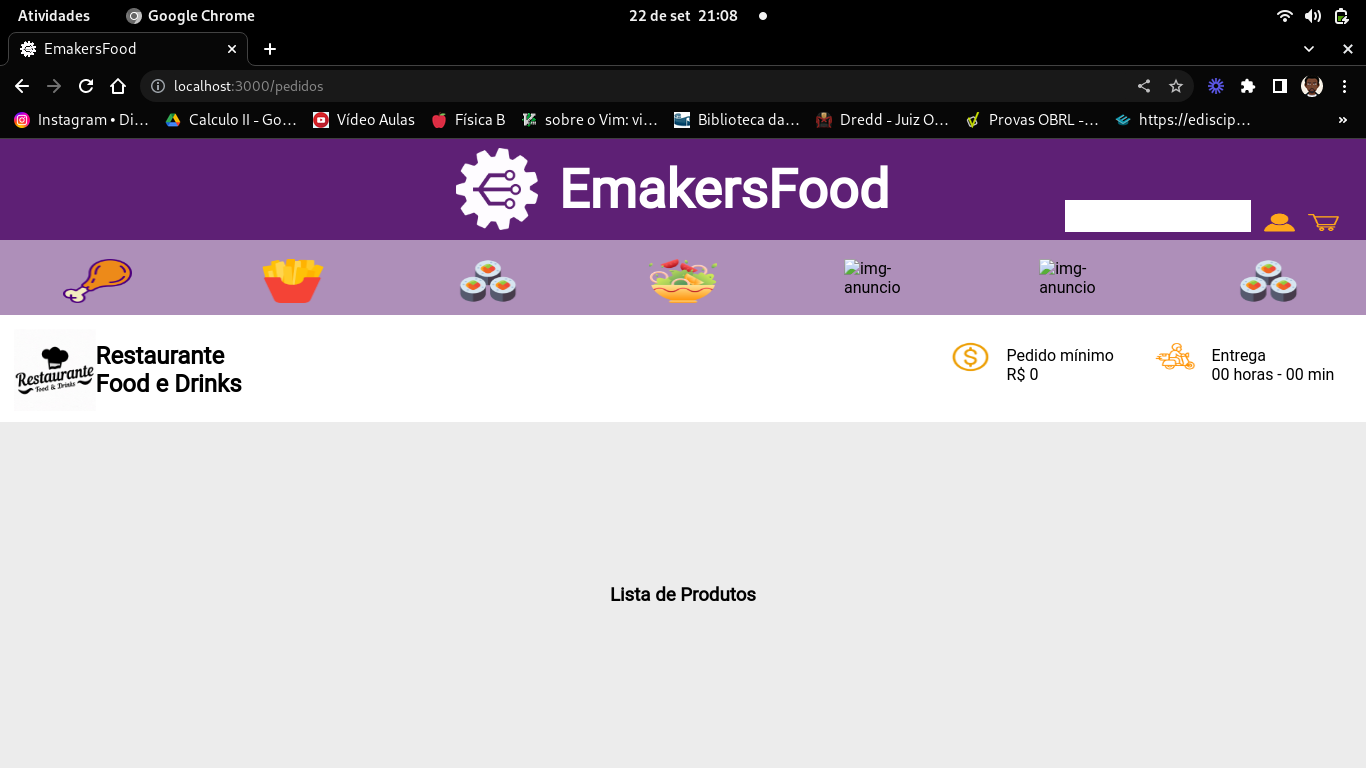 Atividades
Google Chrome
22 de set 21:08
EmakersFood
localhost:3000/pedidos
Instagram • Di…
Calculo II - Go…
Vídeo Aulas
Física B
sobre o Vim: vi…
Biblioteca da…
Dredd - Juiz O…
Provas OBRL -…
https://ediscip…
»
EmakersFood
img-
anuncio
img-
anuncio
Restaurante
Food & Drinks
Restaurante
Food e Drinks
Pedido mínimo
R$ 0
Entrega
00 horas - 00 min
Lista de Produtos